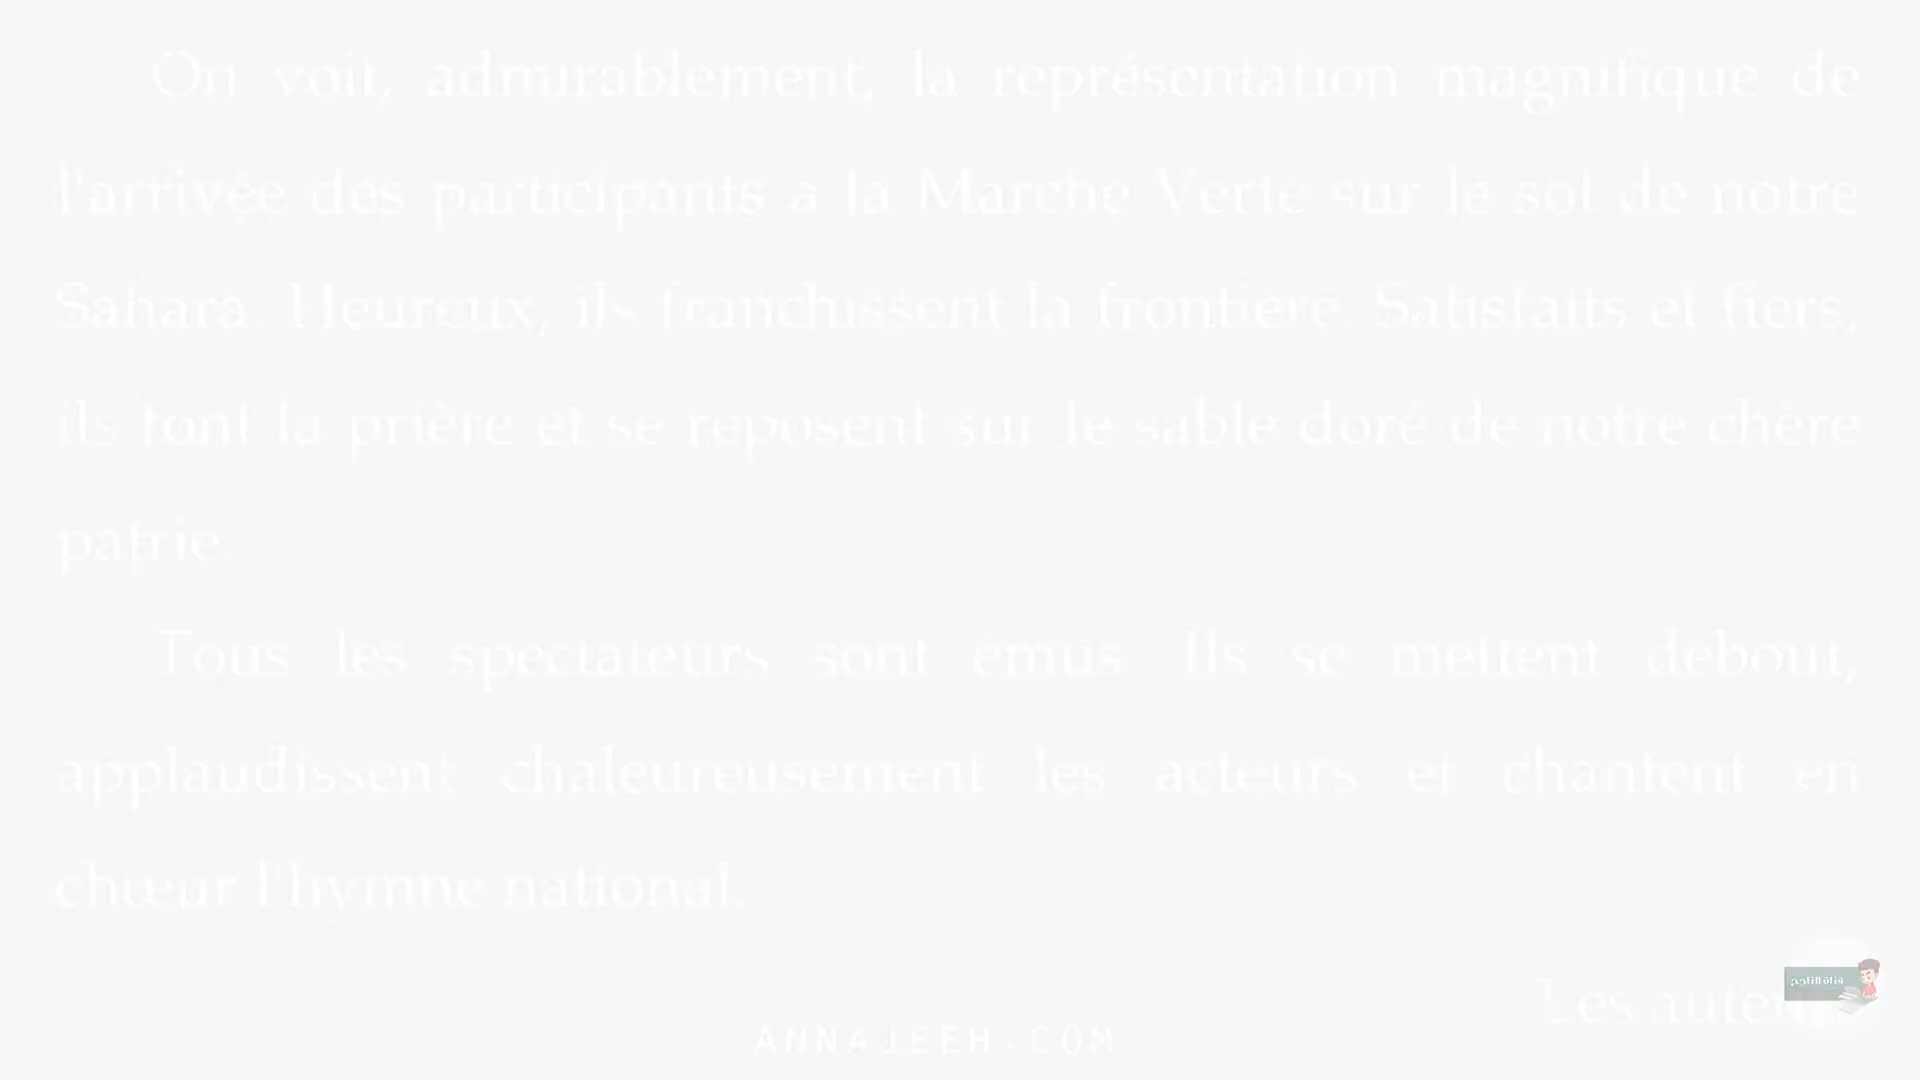 On voit, admirablement, la représentation magnifique de
l'arrivée des participants à la Marche Verte sur le sol de notre
Sahara. Heureux, ils franchissent la frontière. Satisfaits et fiers,
ils font la prière et se reposent sur le sable doré de notre chère
patrie.
Tous les spectateurs sont émus. Ils se mettent debout,
applaudissent chaleureusement les acteurs et chantent en
chœur l'hymne national.
Les
ANNAJEEH.COM